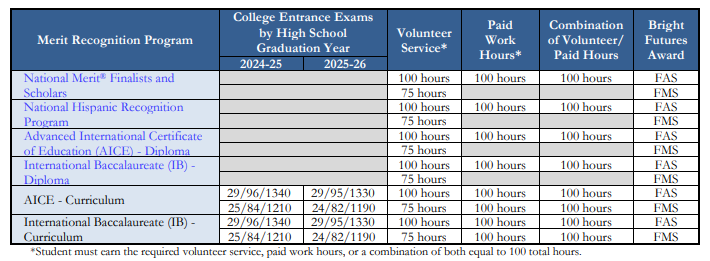 Merit Recognition Program
College Entrance Exams
by High School
Graduation Year
2024-25 2025-26
Volunteer
Service*
Paid
Work
Hours*
Combination
of Volunteer/
Paid Hours
Bright
Futures
Award
National Merit® Finalists and
Scholars
100 hours 100 hours 100 hours FAS
75 hours FMS
National Hispanic Recognition
Program
100 hours 100 hours 100 hours FAS
75 hours FMS
Advanced International Certificate
of Education (AICE) - Diploma
100 hours 100 hours 100 hours FAS
75 hours FMS
International Baccalaureate (IB) -
Diploma
100 hours 100 hours 100 hours FAS
75 hours FMS
AICE - Curriculum
29/96/1340 29/95/1330 100 hours 100 hours 100 hours FAS
25/84/1210 24/82/1190 75 hours 100 hours 100 hours FMS
International Baccalaureate (IB) -
Curriculum
29/96/1340 29/95/1330 100 hours 100 hours 100 hours FAS
25/84/1210 24/82/1190 75 hours 100 hours 100 hours FMS
*Student must earn the required volunteer service, paid work hours, or a combination of both equal to 100 total hours.